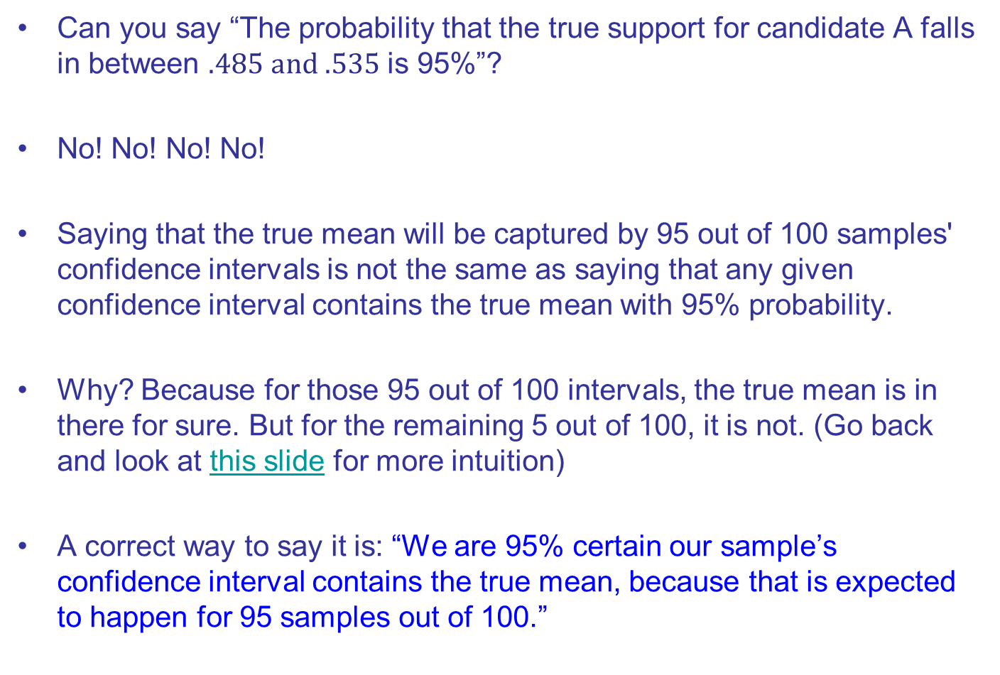 • Can you say “The probability that the true support for candidate A falls
in between .485 and .535 is 95%”?
• No! No! No! No!
• Saying that the true mean will be captured by 95 out of 100 samples'
confidence intervals is not the same as saying that any given
confidence interval contains the true mean with 95% probability.
• Why? Because for those 95 out of 100 intervals, the true mean is in
there for sure. But for the remaining 5 out of 100, it is not. (Go back
and look at this slide for more intuition)
• A correct way to say it is: “We are 95% certain our sample’s
confidence interval contains the true mean, because that is expected
to happen for 95 samples out of 100.”